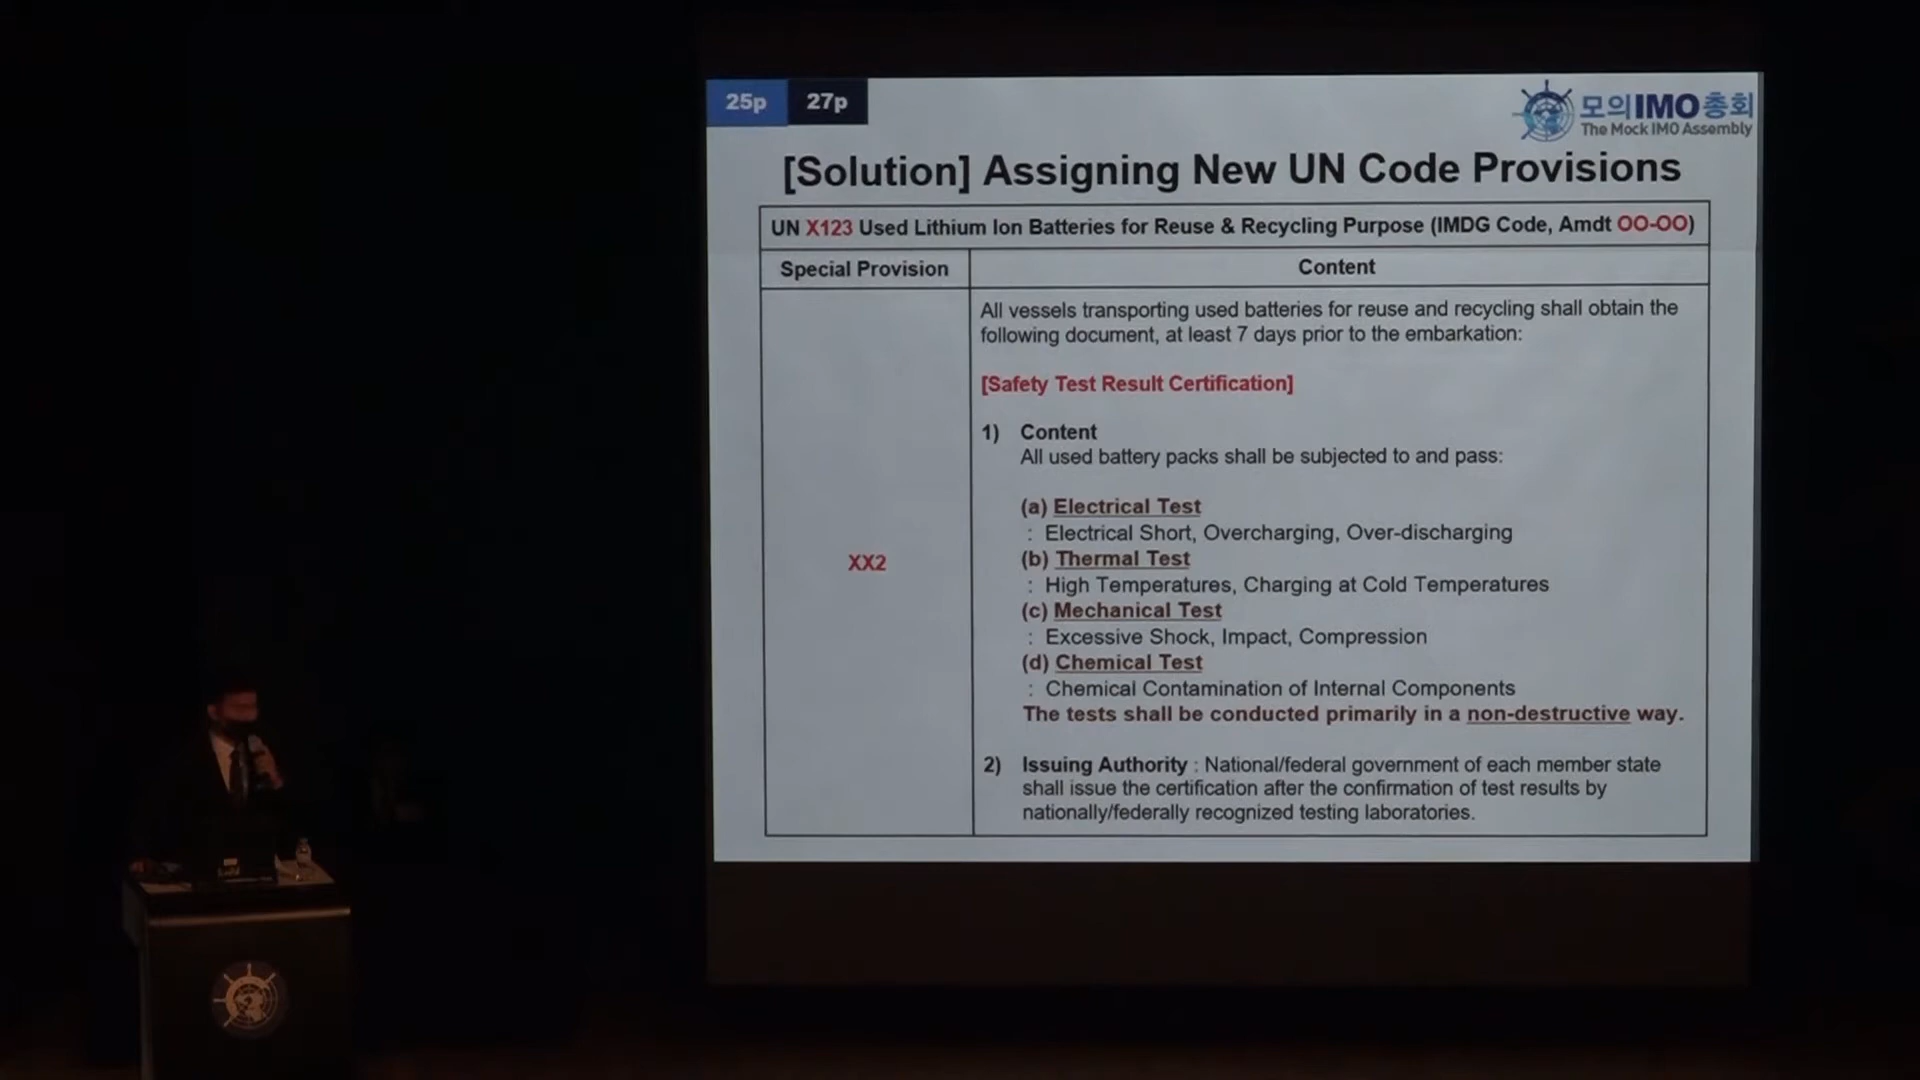 25p 27p
모의IMO총회
The Mock IMO Assembly
[Solution] Assigning New UN Code Provisions
UN X123 Used Lithium Ion Batteries for Reuse & Recycling Purpose (IMDG Code, Amdt OO-OO)
Special Provision Content
All vessels transporting used batteries for reuse and recycling shall obtain the
following document, at least 7 days prior to the embarkation:
[Safety Test Result Certification]
1) Content
All used battery packs shall be subjected to and pass:
(a) Electrical Test
: Electrical Short, Overcharging, Over-discharging
(b) Thermal Test
: High Temperatures, Charging at Cold Temperatures
XX2
(c) Mechanical Test
: Excessive Shock, Impact, Compression
(d) Chemical Test
: Chemical Contamination of Internal Components
The tests shall be conducted primarily in a non-destructive way.
2) Issuing Authority : National/federal government of each member state
shall issue the certification after the confirmation of test results by
nationally/federally recognized testing laboratories.